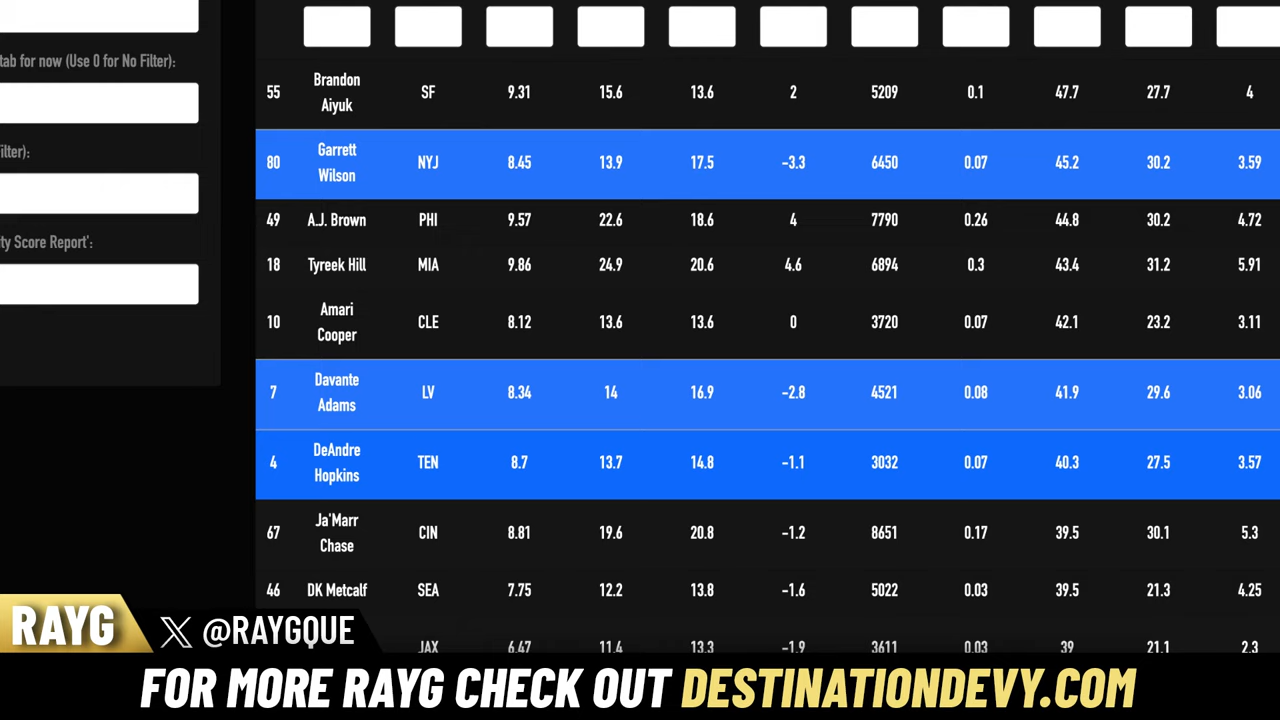 tab for now (Use 0 for No Filter):
ilter):
ity Score Report':
55 Brandon Aiyuk SF 9.31 15.6 13.6 2 5209 0.1 47.7 27.7 4
80 Garrett Wilson NYJ 8.45 13.9 17.5 -3.3 6450 0.07 45.2 30.2 3.59
49 A.J. Brown PHI 9.57 22.6 18.6 4 7790 0.26 44.8 30.2 4.72
18 Tyreek Hill MIA 9.86 24.9 20.6 4.6 6894 0.3 43.4 31.2 5.91
10 Amari Cooper CLE 8.12 13.6 13.6 0 3720 0.07 42.1 23.2 3.11
7 Davante Adams LV 8.34 14 16.9 -2.8 4521 0.08 41.9 29.6 3.06
4 DeAndre Hopkins TEN 8.7 13.7 14.8 -1.1 3032 0.07 40.3 27.5 3.57
67 Ja'Marr Chase CIN 8.81 19.6 20.8 -1.2 8651 0.17 39.5 30.1 5.3
46 DK Metcalf SEA 7.75 12.2 13.8 -1.6 5022 0.03 39.5 21.3 4.25
JAX 6.47 11.4 13.3 -1.9 3611 0.03 39 21.1 2.3
RAYG X @RAYGQUE
FOR MORE RAYG CHECK OUT DESTINATIONDEVY.COM